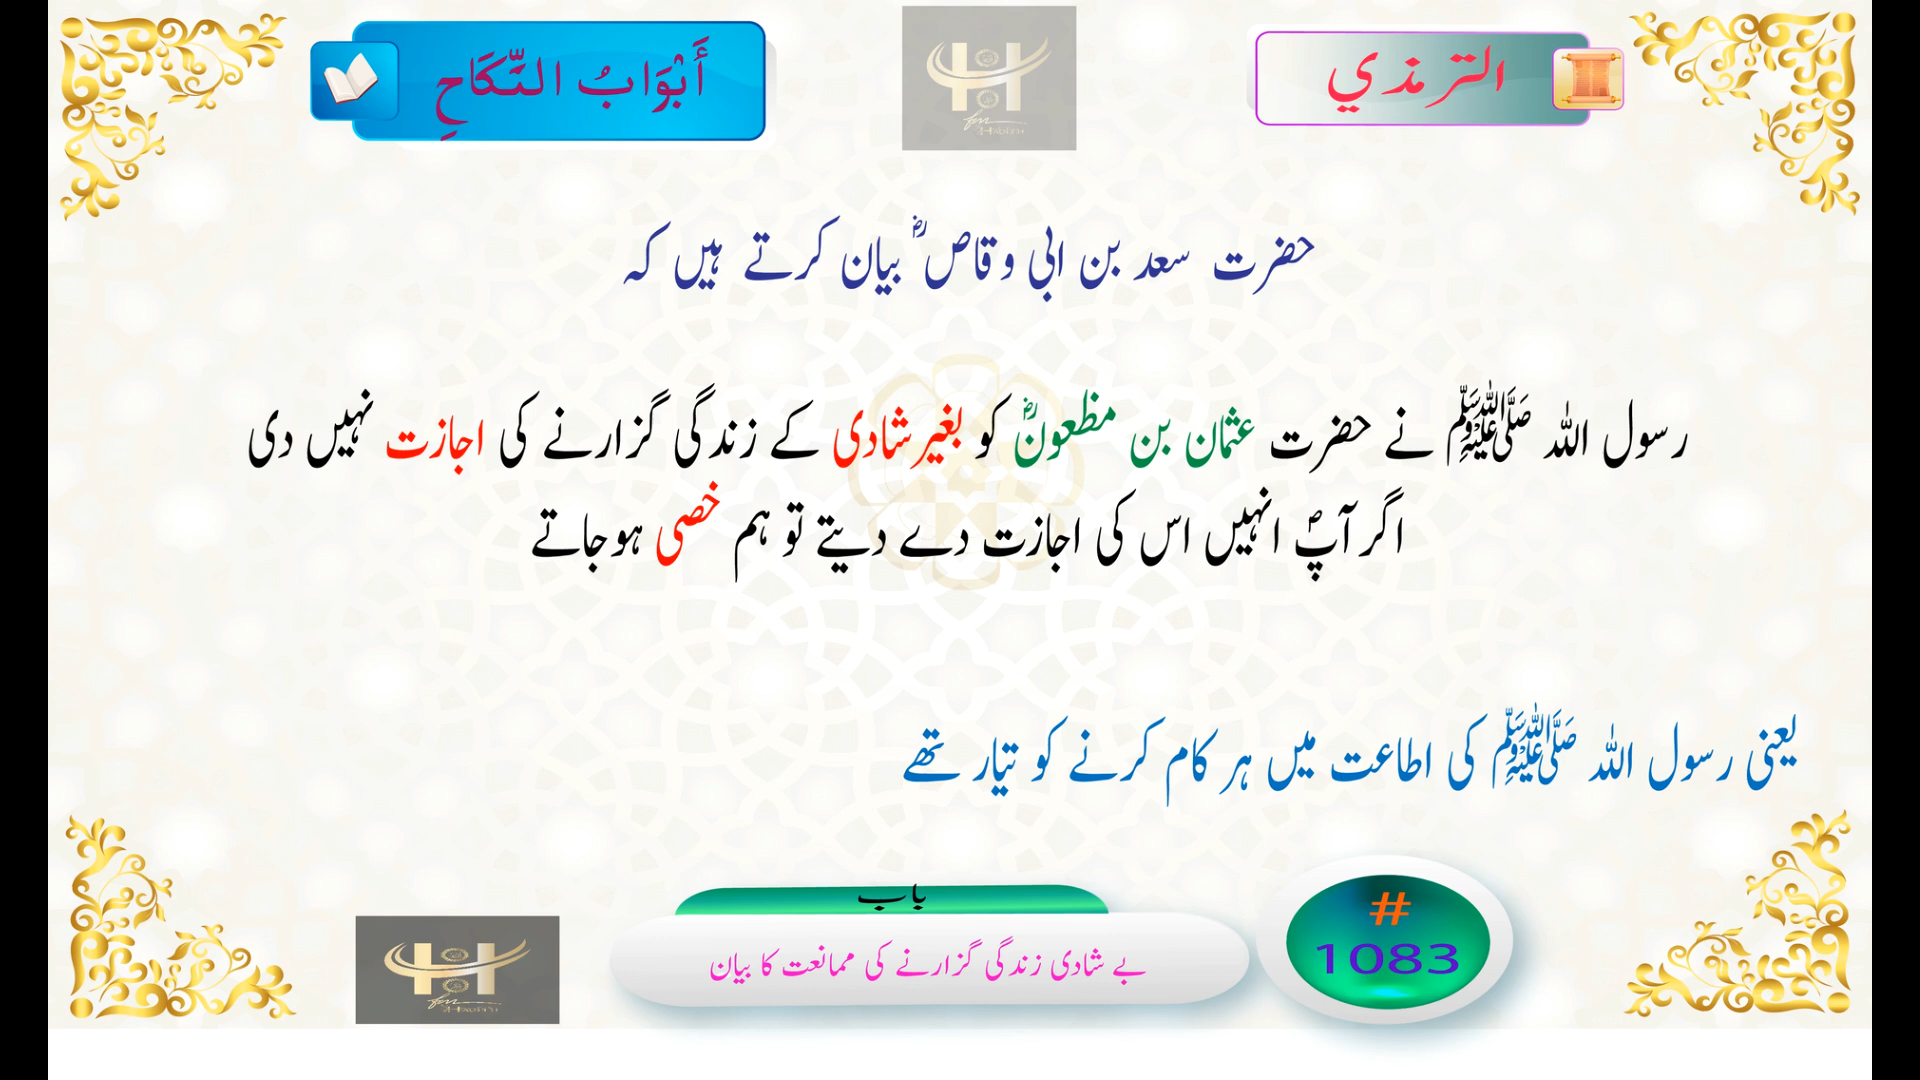 الترمذي
أَبْوَابُ النِّكَاحِ
حضرت سعد بن ابی وقاصؓ بیان کرتے ہیں کہ
رسول اللہ ﷺ نے حضرت عثمان بن مظعونؓ کو بغیر شادی کے زندگی گزارنے کی اجازت نہیں دی
اگر آپؐ انہیں اس کی اجازت دے دیتے تو ہم خصی ہوجاتے
یعنی رسول اللہ ﷺ کی اطاعت میں ہر کام کرنے کو تیار تھے
باب
بے شادی زندگی گزارنے کی ممانعت کا بیان
#
1083